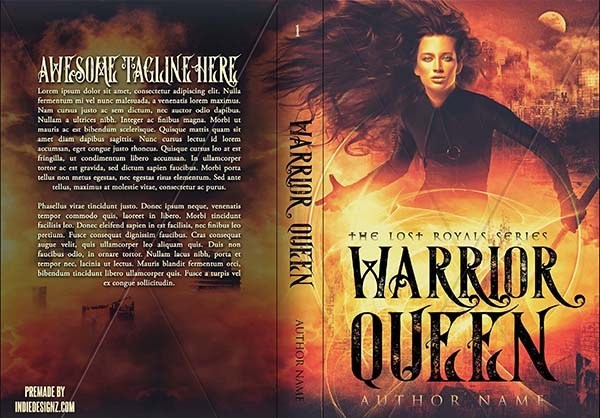 AWESOME TAGLINE HERE
Lorem ipsum dolor sit amet, consectetur adipiscing elit. Nulla
fermentum mi vel nunc malesuada, a venenatis lorem maximus.
Nam cursus justo ac sem dictum, nec auctor odio dapibus.
Nullam a ultrices nibh. Integer ac finibus magna. Morbi ut
mauris ac est bibendum scelerisque. Quisque mattis quam sit
amet diam dapibus sagittis. Nunc cursus lectus id lorem
accumsan, eget congue justo rhoncus. Quisque cursus leo at est
fringilla, ut condimentum libero accumsan. In ullamcorper
tortor ac est gravida, sed dictum sapien faucibus. Morbi porta
tellus non metus egestas, nec egestas risus elementum. Sed ante
tellus, maximus at molestie vitae, consectetur ac purus.
Phasellus vitae tincidunt justo. Donec ipsum neque, venenatis
tempor commodo quis, laoreet in libero. Morbi tincidunt
facilisis leo. Donec eleifend sapien in est facilisis, nec finibus leo
pretium. Fusce consequat dignissim faucibus. Cras consequat
augue velit, quis ullamcorper leo aliquam quis. Duis non
faucibus odio, in ornare tortor. Nullam lacus nibh, porta et
tempor nec, lacinia ut lectus. Mauris blandit fermentum orci,
bibendum tincidunt libero ullamcorper quis. Fusce a turpis vel
ex congue sollicitudin.
PREMADE BY
INDIEDESIGNZ.COM
1
WARRIOR QUEEN
AUTHOR NAME
THE LOST ROYALS SERIES
WARRIOR
QUEEN
AUTHOR NAME